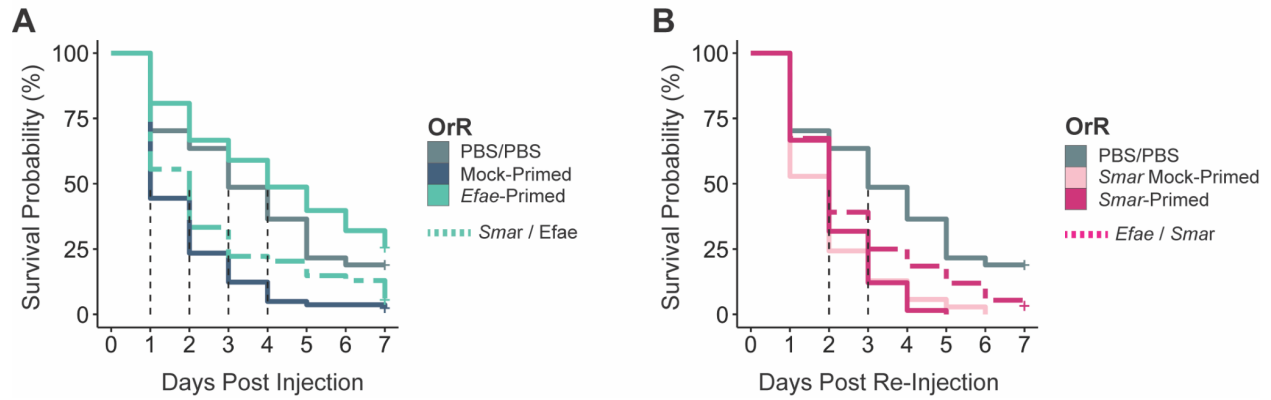 A
Survival Probability (%)
100
75
50
25
0
0 1 2 3 4 5 6 7
Days Post Injection
OrR
PBS/PBS
Mock-Primed
Efae-Primed
Smar / Efae
B
Survival Probability (%)
100
75
50
25
0
0 1 2 3 4 5 6 7
Days Post Re-Injection
OrR
PBS/PBS
Smar Mock-Primed
Smar-Primed
Efae / Smar